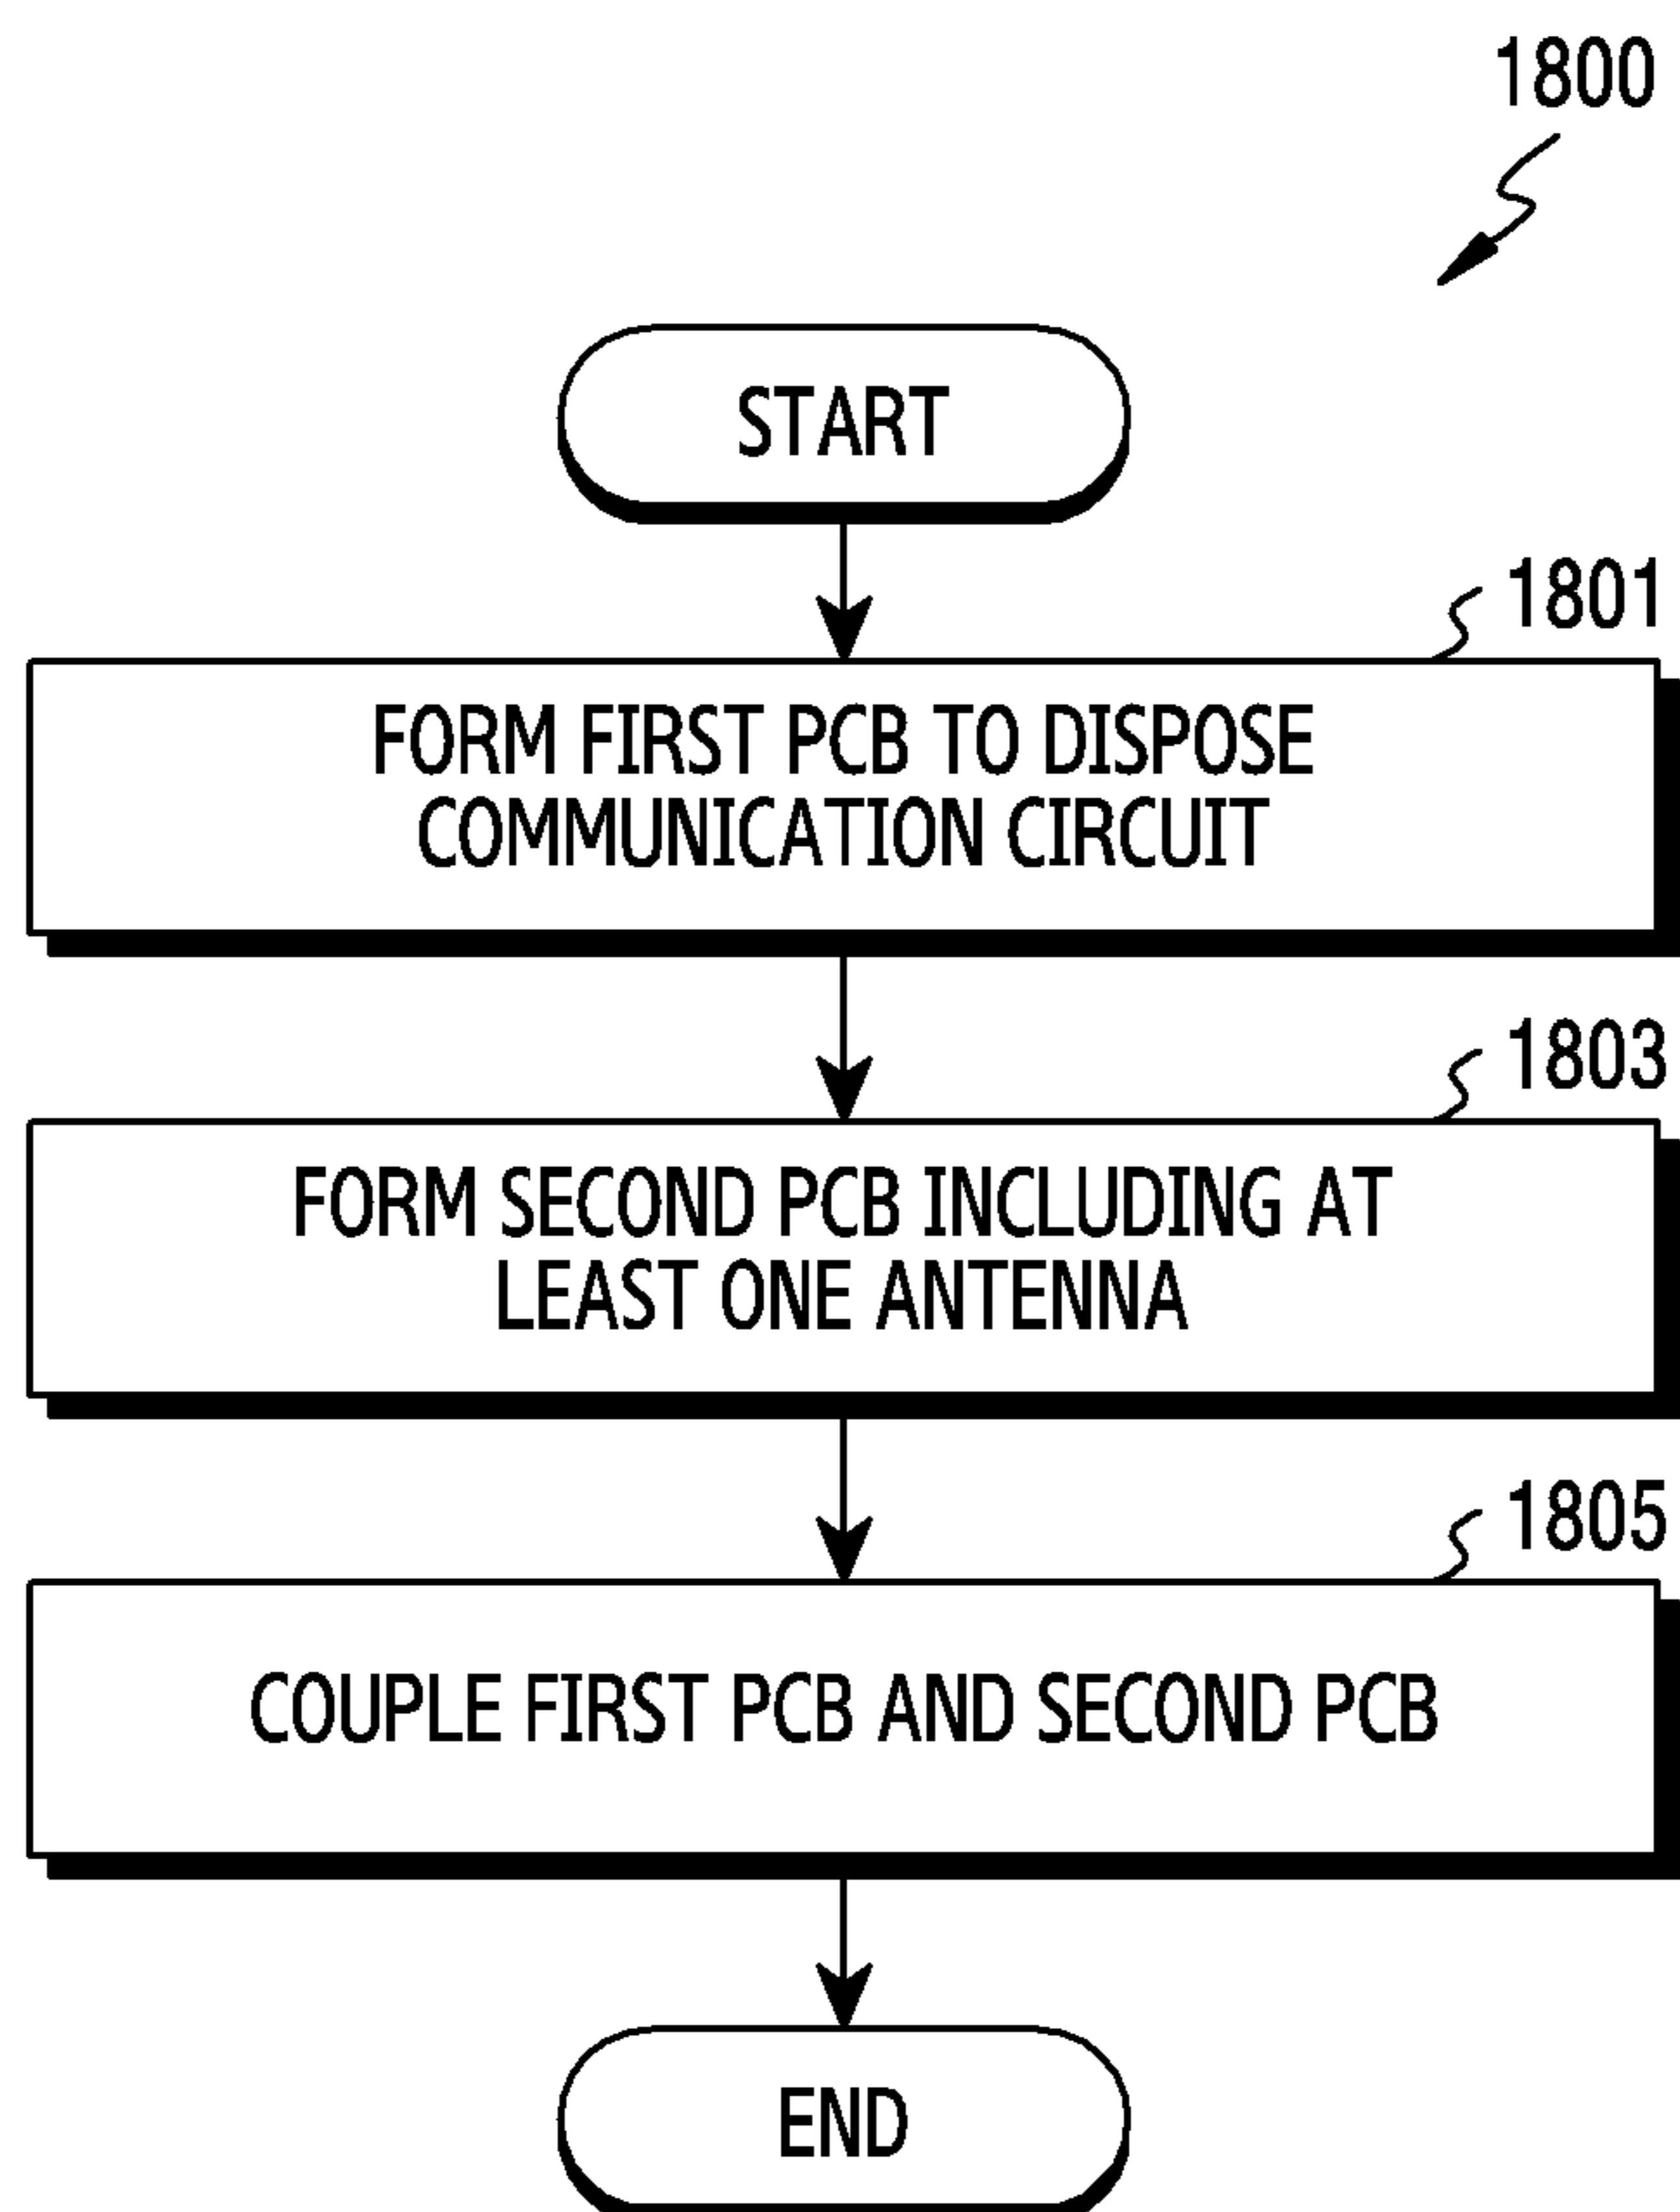 1800
START
1801
FORM FIRST PCB TO DISPOSE
COMMUNICATION CIRCUIT
1803
FORM SECOND PCB INCLUDING AT
LEAST ONE ANTENNA
1805
COUPLE FIRST PCB AND SECOND PCB
END